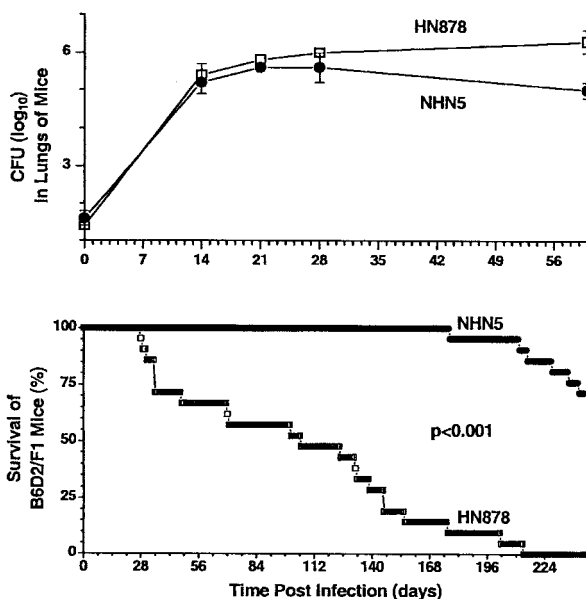 HN878
6
NHN5
3
CFU (log10)
In Lungs of Mice
0 7 14 21 28 35 42 49 56
100
NHN5
75
50
p<0.001
25
HN878
0
Survival of
B6D2/F1 Mice (%)
0 28 56 84 112 140 168 196 224
Time Post Infection (days)